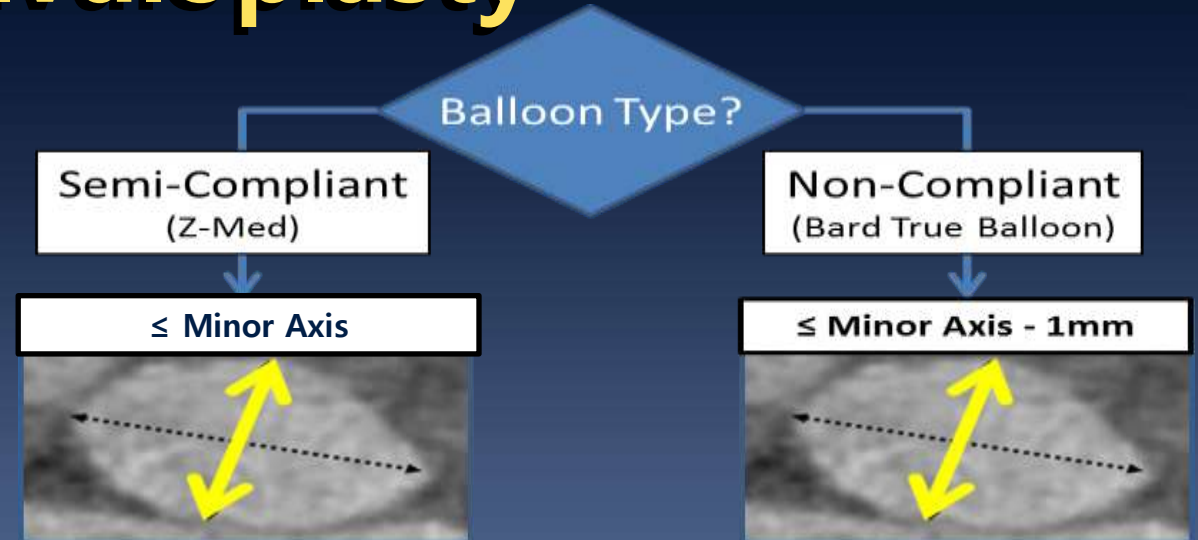 Balloon Type?
Semi-Compliant
(Z-Med)
≤ Minor Axis
Non-Compliant
(Bard True Balloon)
≤ Minor Axis - 1mm